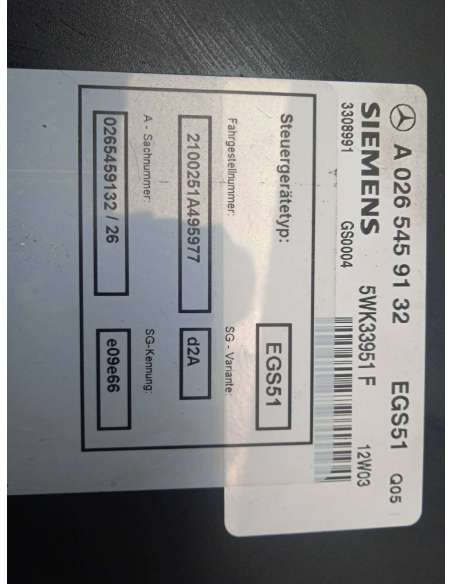 A 026 545 91 32 EGS51 Q05
SIEMENS 5WK33951 F 12W03
3308991 GS0004
Steuergerätetyp: EGS51
Fahrgestellnummer: SG - Variante:
2100251A495977 d2A
A - Sachnummer: SG-Kennung:
0265459132 / 26 e09e66